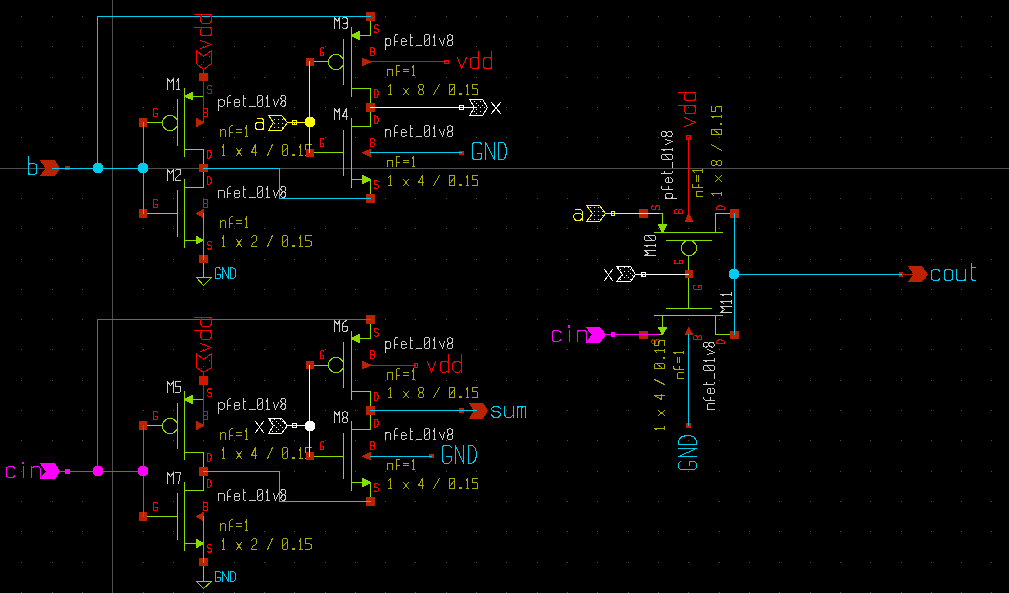 vdd
M3
S
pfet_01v8
G
B
vdd
nf=1
1 x 8 / 0.15
D
M1
S
pfet_01v8
G
B
nf=1
1 x 4 / 0.15
D
a
x
M4
D
nfet_01v8
G
B
GND
nf=1
1 x 4 / 0.15
S
b
M2
D
nfet_01v8
G
B
nf=1
1 x 2 / 0.15
S
GND
vdd
pfet_01v8
nf=1
1 x 8 / 0.15
a
S
B
D
M10
G
x
G
cout
M11
cin
S
B
D
1 x 4 / 0.15
nf=1
nfet_01v8
GND
vdd
M6
S
pfet_01v8
G
B
vdd
nf=1
1 x 8 / 0.15
D
M5
S
pfet_01v8
G
B
nf=1
1 x 4 / 0.15
D
x
sum
M8
D
nfet_01v8
G
B
GND
nf=1
1 x 4 / 0.15
S
cin
M7
D
nfet_01v8
G
B
nf=1
1 x 2 / 0.15
S
GND